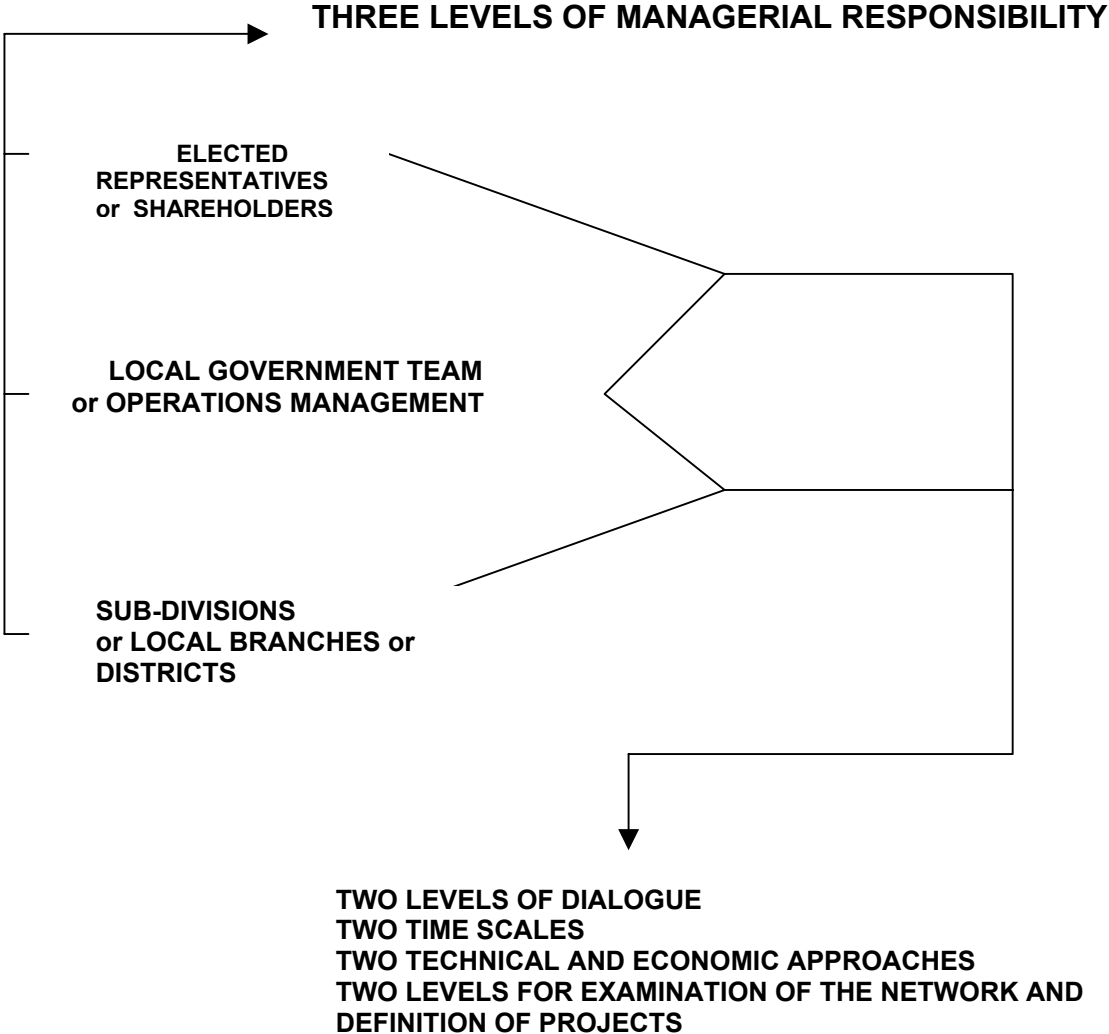 THREE LEVELS OF MANAGERIAL RESPONSIBILITY
ELECTED
REPRESENTATIVES
or SHAREHOLDERS
LOCAL GOVERNMENT TEAM
or OPERATIONS MANAGEMENT
SUB-DIVISIONS
or LOCAL BRANCHES or
DISTRICTS
TWO LEVELS OF DIALOGUE
TWO TIME SCALES
TWO TECHNICAL AND ECONOMIC APPROACHES
TWO LEVELS FOR EXAMINATION OF THE NETWORK AND
DEFINITION OF PROJECTS